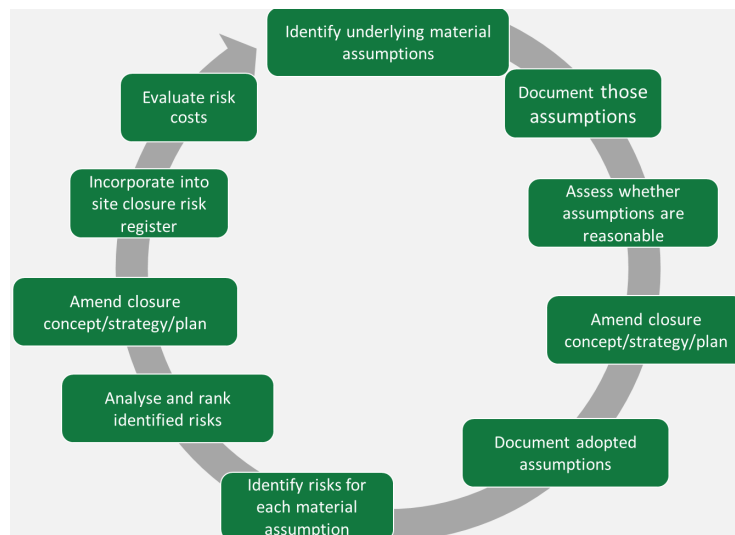 Identify underlying material
assumptions
Document those
assumptions
Assess whether
assumptions are
reasonable
Amend closure
concept/strategy/plan
Document adopted
assumptions
Identify risks for
each material
assumption
Analyse and rank
identified risks
Amend closure
concept/strategy/plan
Incorporate into
site closure risk
register
Evaluate risk
costs